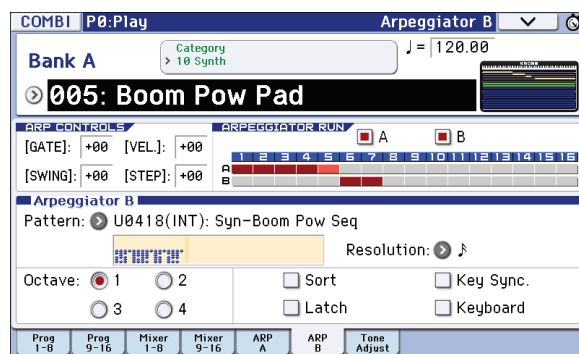 COMBI P0:Play Arpeggiator B
Bank A
Category
10 Synth
♩= 120.00
005: Boom Pow Pad
ARP CONTROLS
[GATE]: +00 [VEL.]: +00
[SWING]: +00 [STEP]: +00
ARPEGGIATOR RUN A B
1 2 3 4 5 6 7 8 9 10 11 12 13 14 15 16
A
B
Arpeggiator B
Pattern: U0418(INT): Syn-Boom Pow Seq
Resolution: ♪
Octave: 1 2
3 4
Sort Key Sync.
Latch Keyboard
Prog 1-8
Prog 9-16
Mixer 1-8
Mixer 9-16
ARP A
ARP B
Tone Adjust